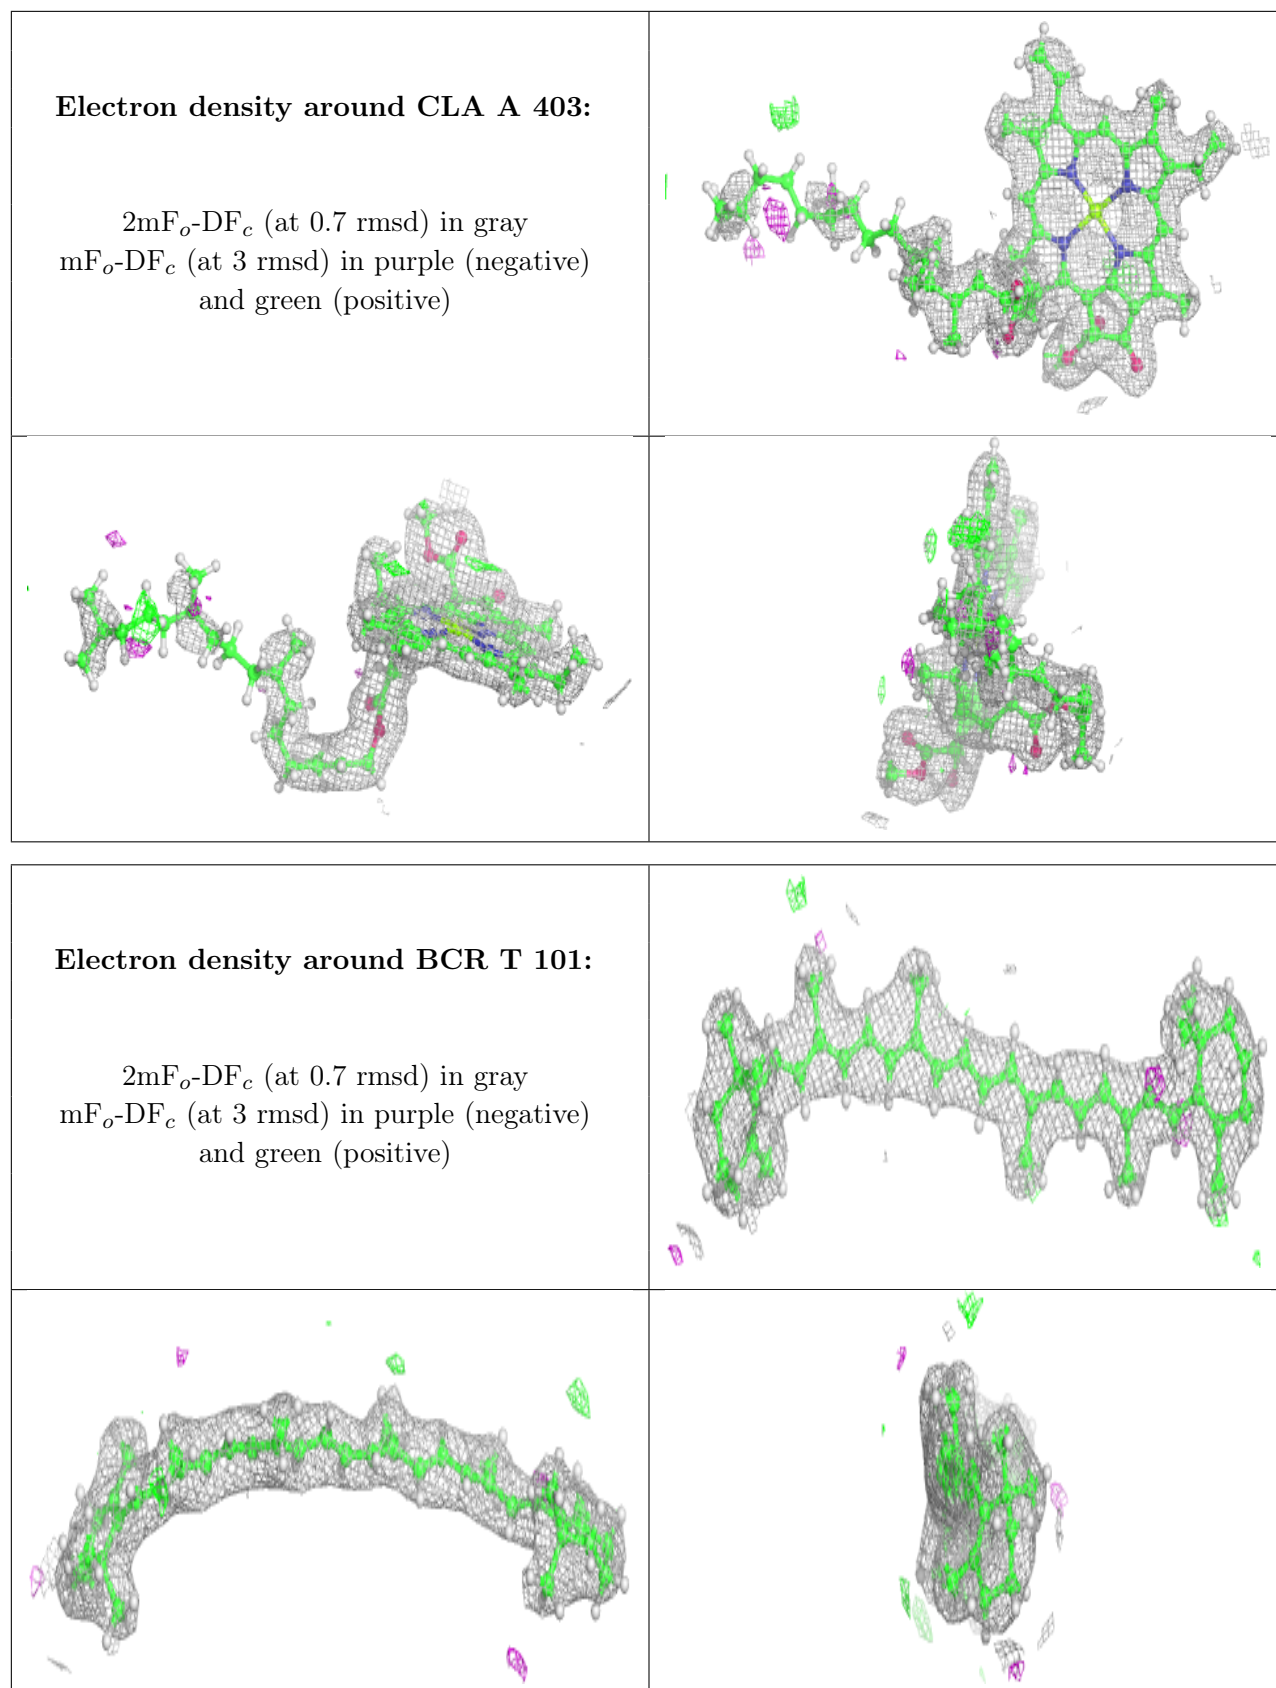 Electron density around CLA A 403:
2mFo-DFc (at 0.7 rmsd) in gray
mFo-DFc (at 3 rmsd) in purple (negative)
and green (positive)
Electron density around BCR T 101:
2mFo-DFc (at 0.7 rmsd) in gray
mFo-DFc (at 3 rmsd) in purple (negative)
and green (positive)